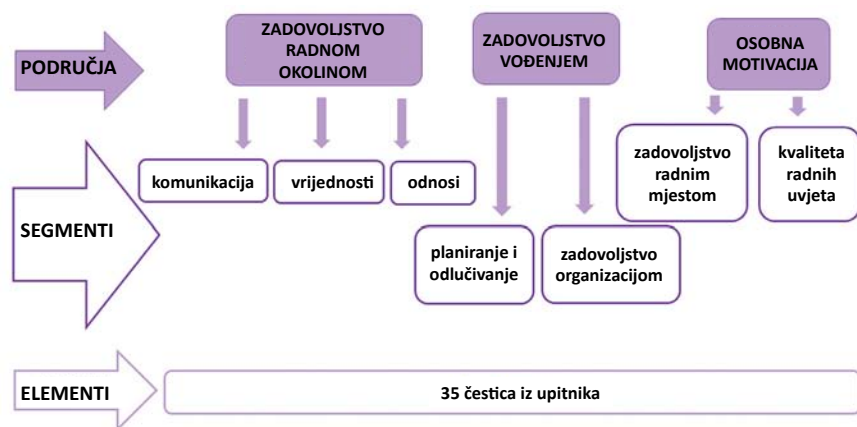 PODRUČJA
ZADOVOLJSTVO
RADNOM
OKOLINOM
ZADOVOLJSTVO
VOĐENJEM
OSOBNA
MOTIVACIJA
SEGMENTI
komunikacija
vrijednosti
odnosi
planiranje i
odlučivanje
zadovoljstvo
organizacijom
zadovoljstvo
radnim
mjestom
kvaliteta
radnih
uvjeta
ELEMENTI
35 čestica iz upitnika